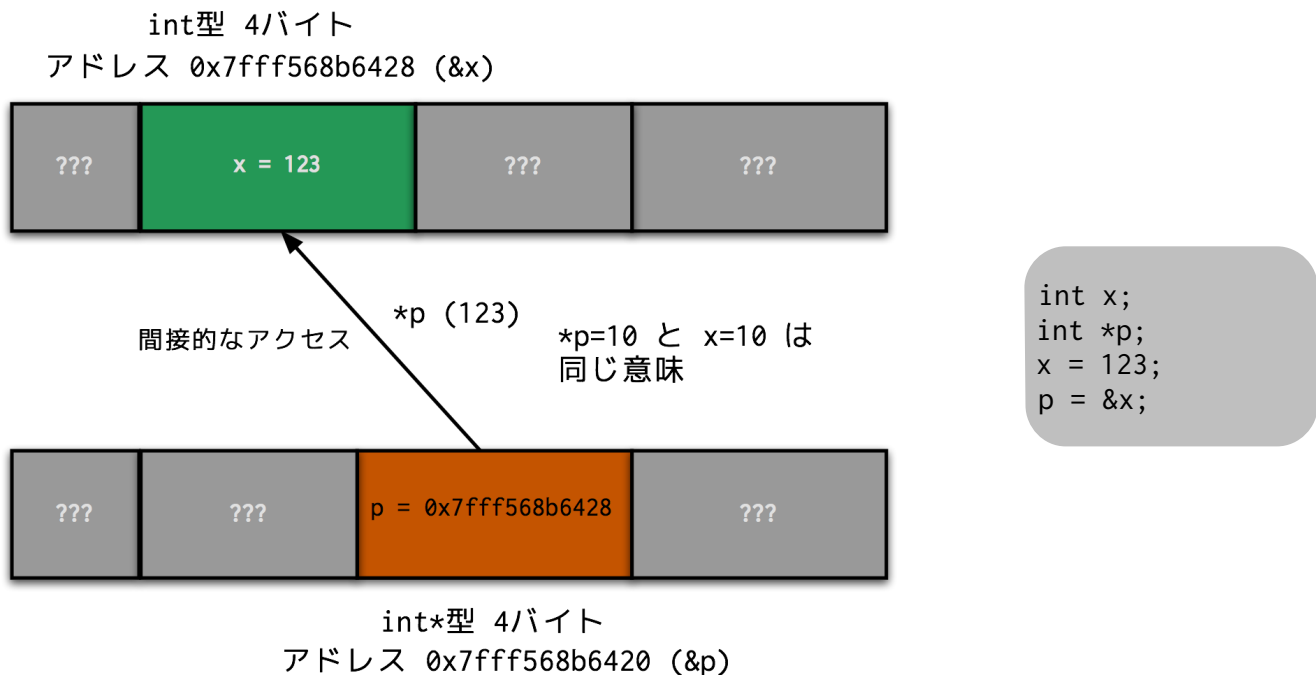 int型 4バイト
アドレス 0x7fff568b6428 (&x)
???
x = 123
???
???
*p (123)
間接的なアクセス
*p=10 と x=10 は
同じ意味
int x;
int *p;
x = 123;
p = &x;
???
???
p = 0x7fff568b6428
???
int*型 4バイト
アドレス 0x7fff568b6420 (&p)